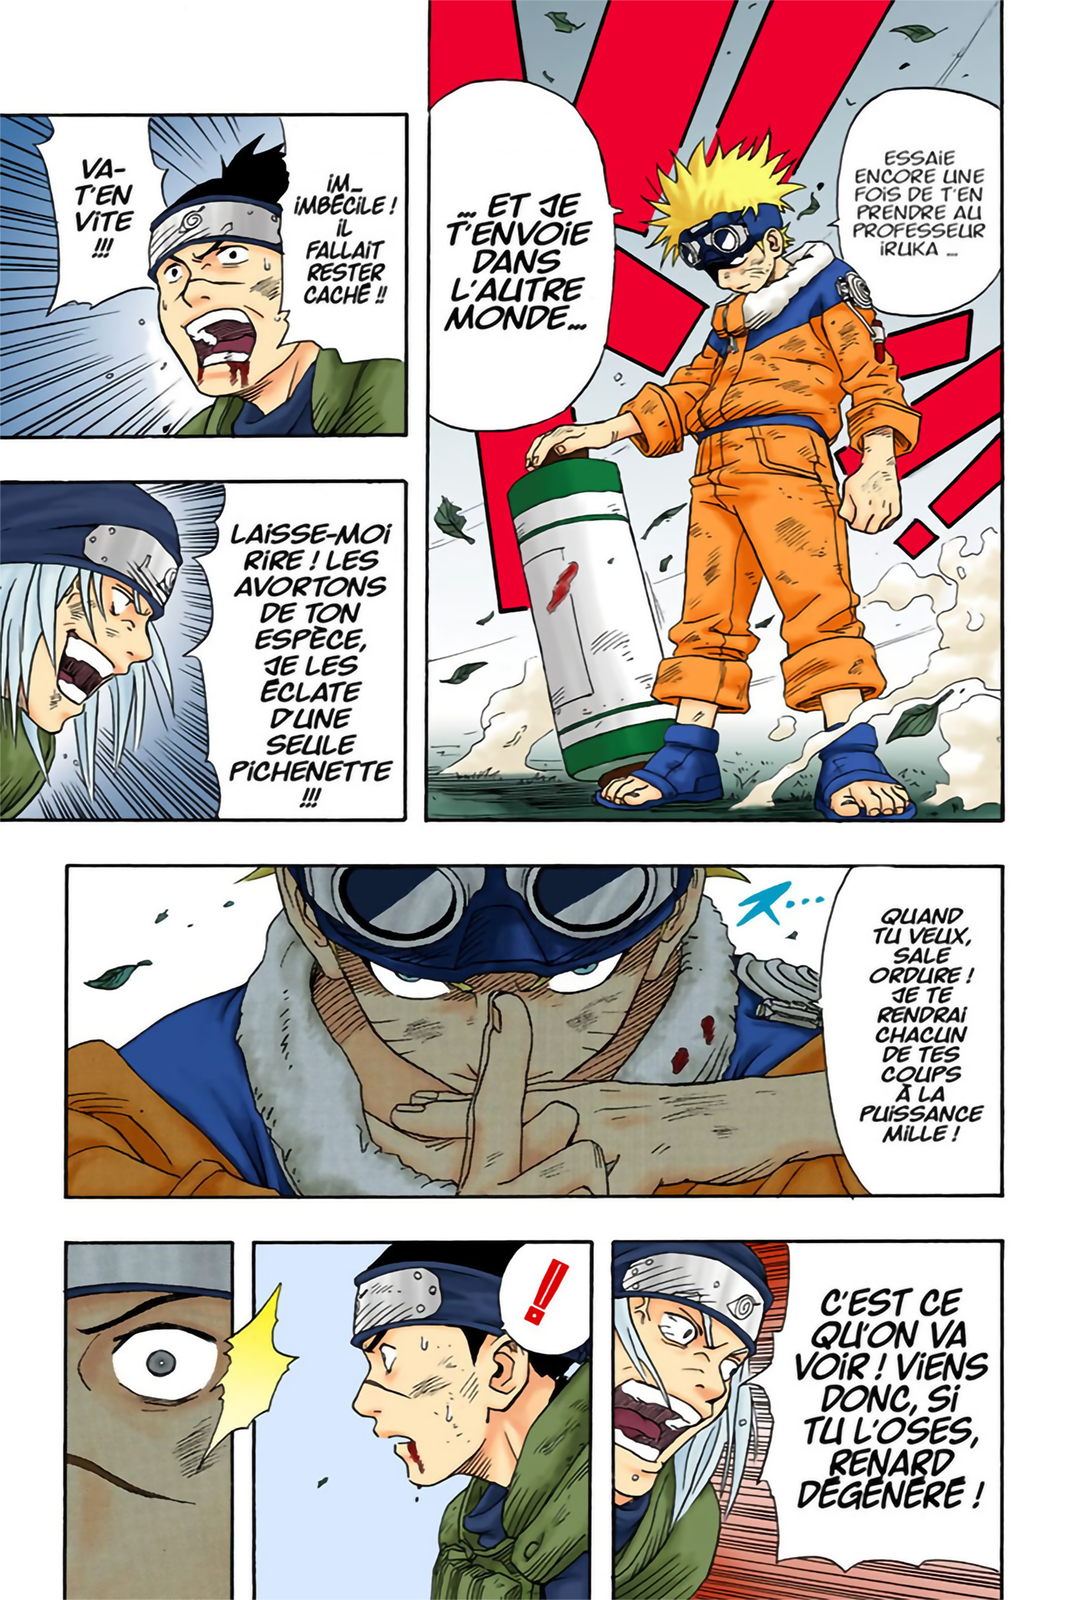 ESSAIE
ENCORE UNE
FOIS DE T'EN
PRENDRE AU
PROFESSEUR
IRUKA ...
... ET JE
T'ENVOIE
DANS
L'AUTRE
MONDE...
IM...
IMBÉCILE !
IL
FALLAIT
RESTER
CACHÉ !!
VA-
T'EN
VITE
!!!
LAISSE-MOI
RIRE ! LES
AVORTONS
DE TON
ESPÈCE,
JE LES
ÉCLATE
D'UNE
SEULE
PICHENETTE
!!!
QUAND
TU VEUX,
SALE
ORDURE !
JE TE
RENDRAI
CHACUN
DE TES
COUPS
À LA
PUISSANCE
MILLE !
ス...
C'EST CE
QU'ON VA
VOIR ! VIENS
DONC, SI
TU L'OSES,
RENARD
DÉGÉNÉRÉ !
!